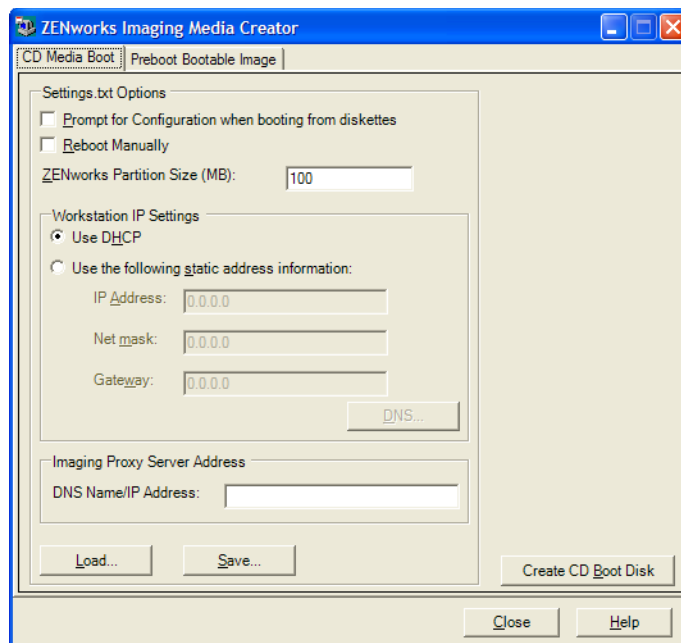 ZENworks Imaging Media Creator
CD Media Boot
Preboot Bootable Image
Settings.txt Options
Prompt for Configuration when booting from diskettes
Reboot Manually
ZENworks Partition Size (MB): 100
Workstation IP Settings
Use DHCP
Use the following static address information:
IP Address: 0.0.0.0
Net mask: 0.0.0.0
Gateway: 0.0.0.0
DNS...
Imaging Proxy Server Address
DNS Name/IP Address:
Load... Save...
Create CD Boot Disk
Close Help